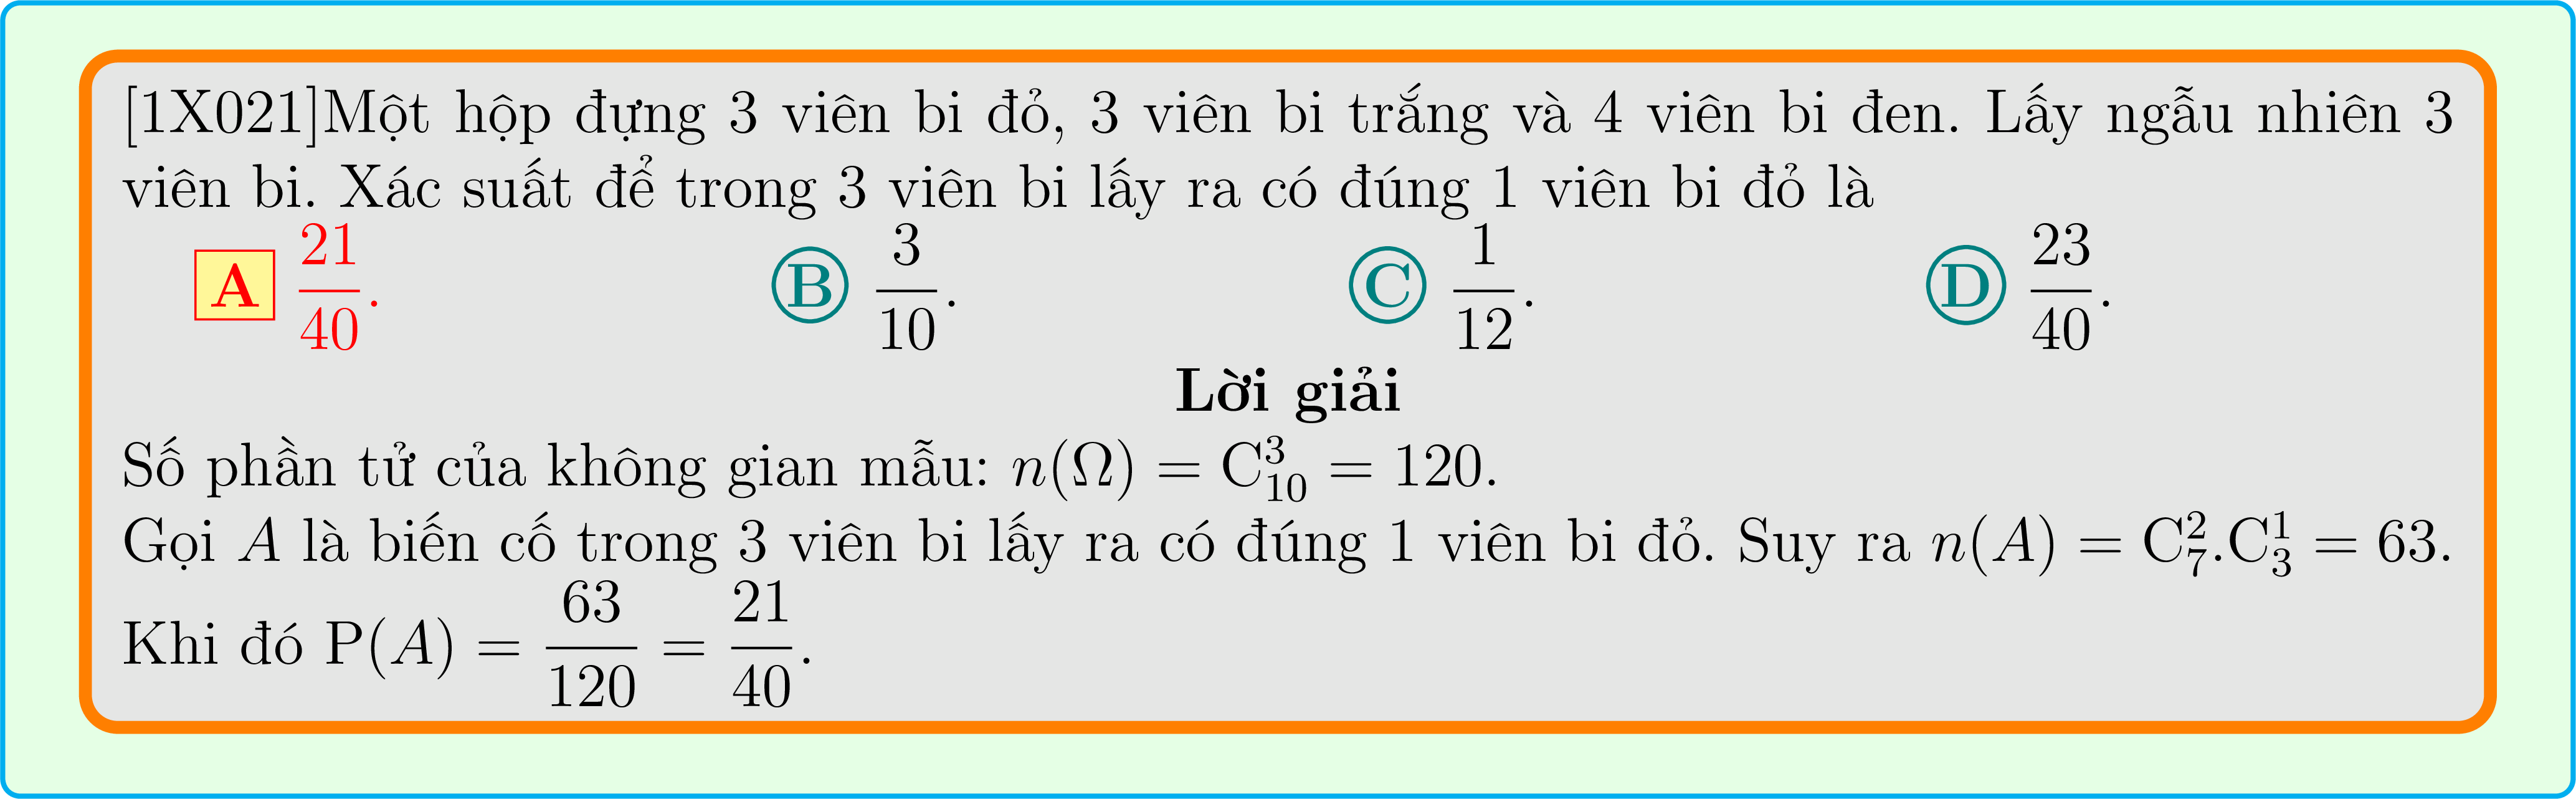 [1X021]Một hộp đựng 3 viên bi đỏ, 3 viên bi trắng và 4 viên bi đen. Lấy ngẫu nhiên 3
viên bi. Xác suất để trong 3 viên bi lấy ra có đúng 1 viên bi đỏ là
A $\frac{21}{40}$. B $\frac{3}{10}$. C $\frac{1}{12}$. D $\frac{23}{40}$.
Lời giải
Số phần tử của không gian mẫu: $n(\Omega) = \mathrm{C}_{10}^{3} = 120$.
Gọi $A$ là biến cố trong 3 viên bi lấy ra có đúng 1 viên bi đỏ. Suy ra $n(A) = \mathrm{C}_{7}^{2}.\mathrm{C}_{3}^{1} = 63$.
Khi đó $\mathrm{P}(A) = \frac{63}{120} = \frac{21}{40}$.